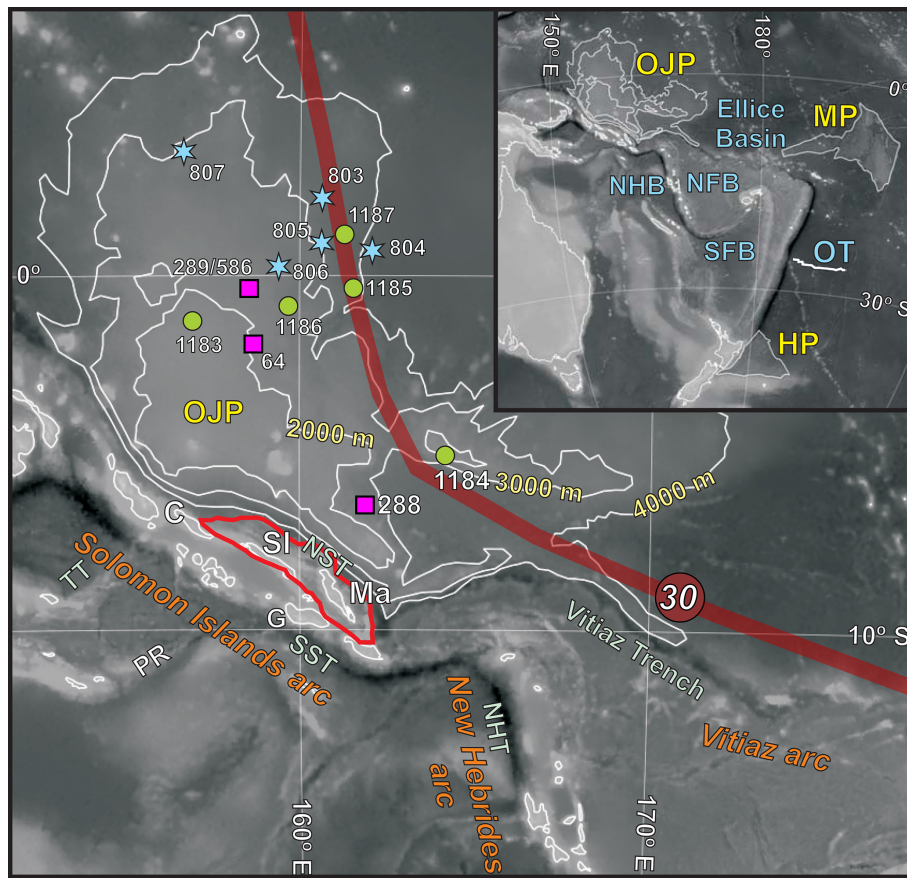 150° E
180°
OJP
0°
Ellice
Basin
MP
NHB
NFB
SFB
OT
30° S
HP
807
803
1187
805
804
289/586
806
0°
1185
1186
1183
64
OJP
2000 m
1184
3000 m
4000 m
288
C
SI
NST
Ma
TT
Solomon Islands arc
G
30
10° S
SST
PR
Vitiaz Trench
New Hebrides
arc
NHT
Vitiaz arc
160° E
170° E